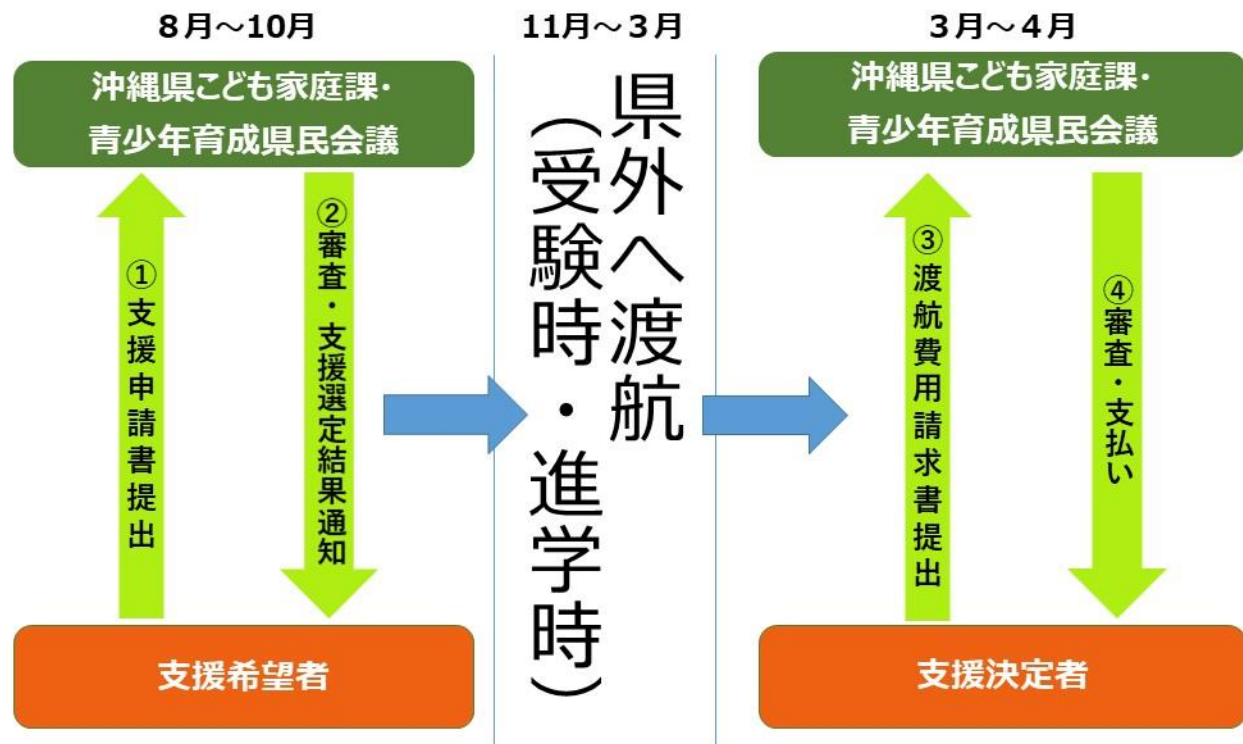 8月～10月
沖縄県こども家庭課・
青少年育成県民会議
①支援申請書提出
②審査・支援選定結果通知
支援希望者
11月～３月
県外へ渡航
（受験時・進学時）
３月～４月
沖縄県こども家庭課・
青少年育成県民会議
③渡航費用請求書提出
④審査・支払い
支援決定者